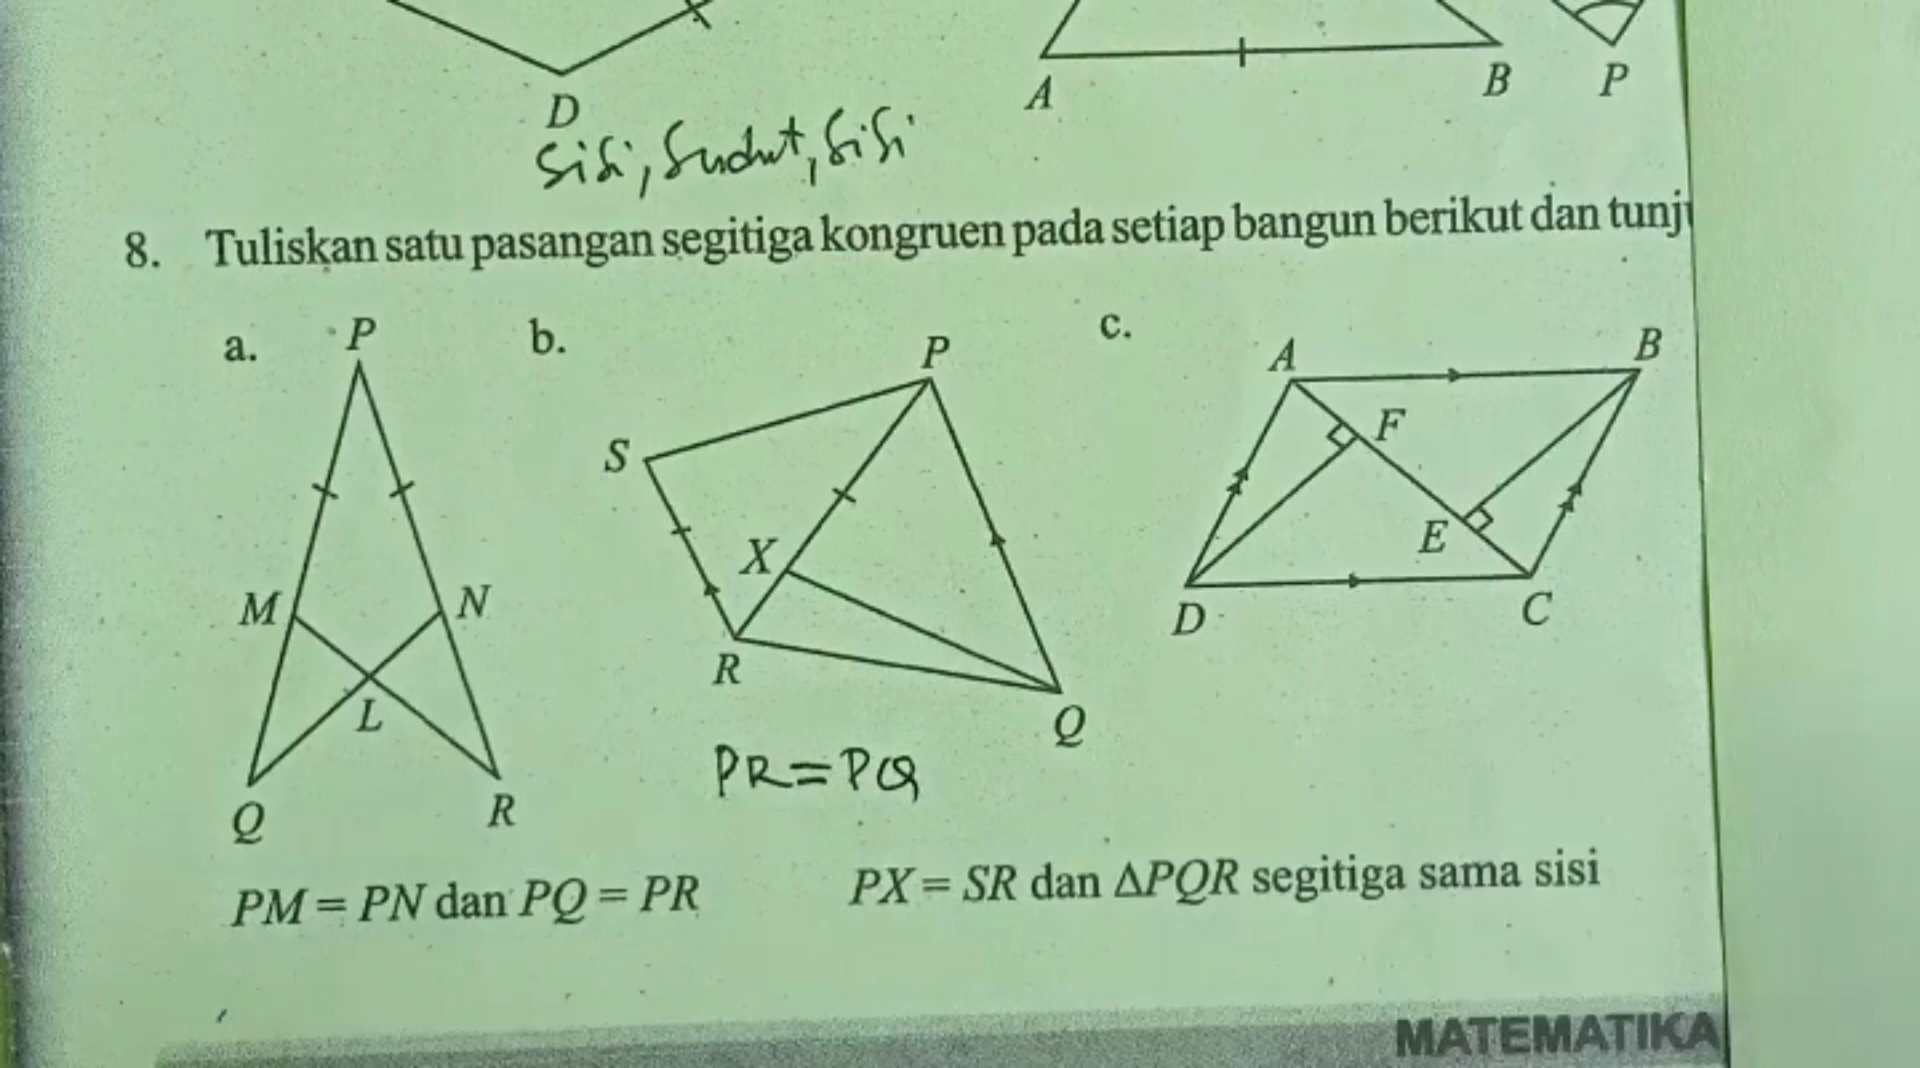 D
A
B
P
sisi, sudut, sisi
8. Tuliskan satu pasangan segitiga kongruen pada setiap bangun berikut dan
a.
P
M
N
L
Q
R
b.
P
S
X
R
Q
PR = PQ
c.
A
B
F
E
D
C
PM = PN dan PQ = PR
PX = SR dan ΔPQR segitiga sama sisi
MATEMATIKA